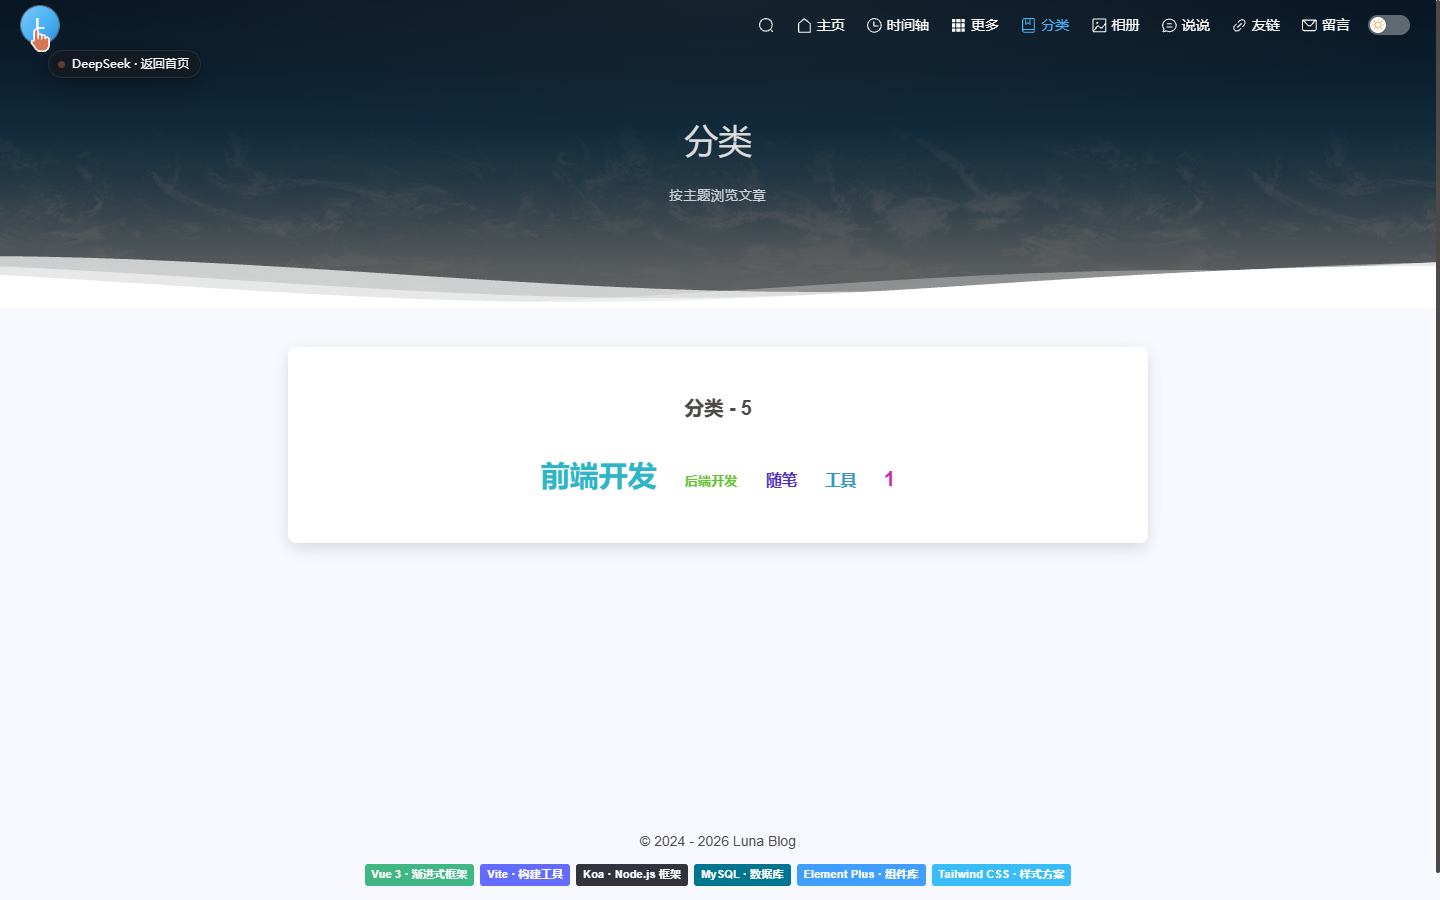 L
主页
时间轴
更多
分类
相册
说说
友链
留言
DeepSeek · 返回首页
分类
按主题浏览文章
分类 - 5
前端开发
后端开发
随笔
工具
1
© 2024 - 2026 Luna Blog
Vue 3 · 渐进式框架
Vite · 构建工具
Koa · Node.js 框架
MySQL · 数据库
Element Plus · 组件库
Tailwind CSS · 样式方案